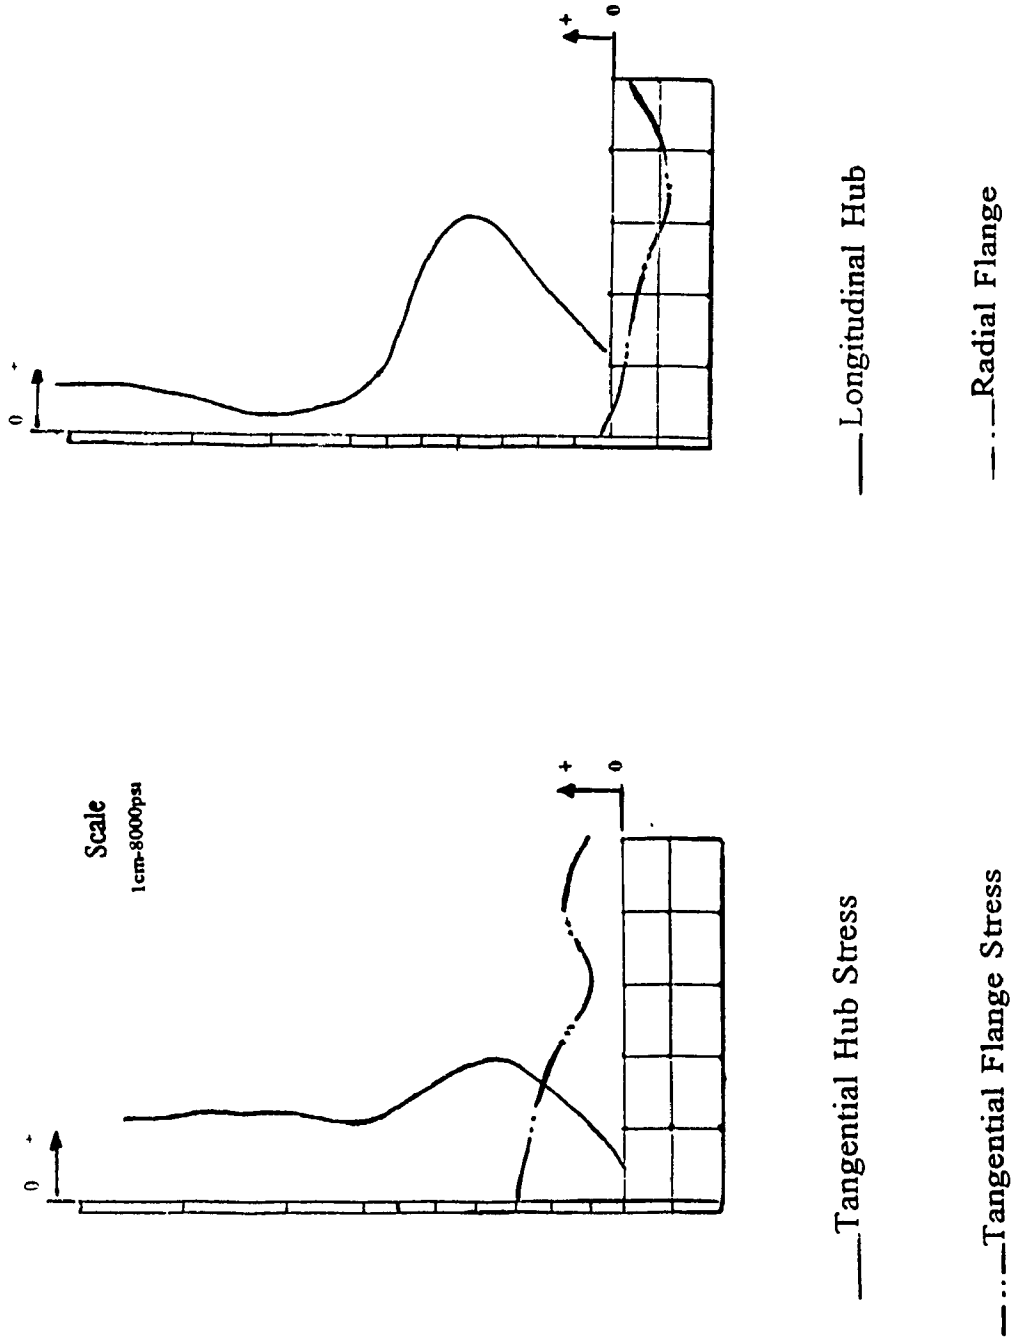 0 +
+
0
Longitudinal Hub
Radial Flange
Scale
1cm-8000psi
0 +
+
0
Tangential Hub Stress
Tangential Flange Stress